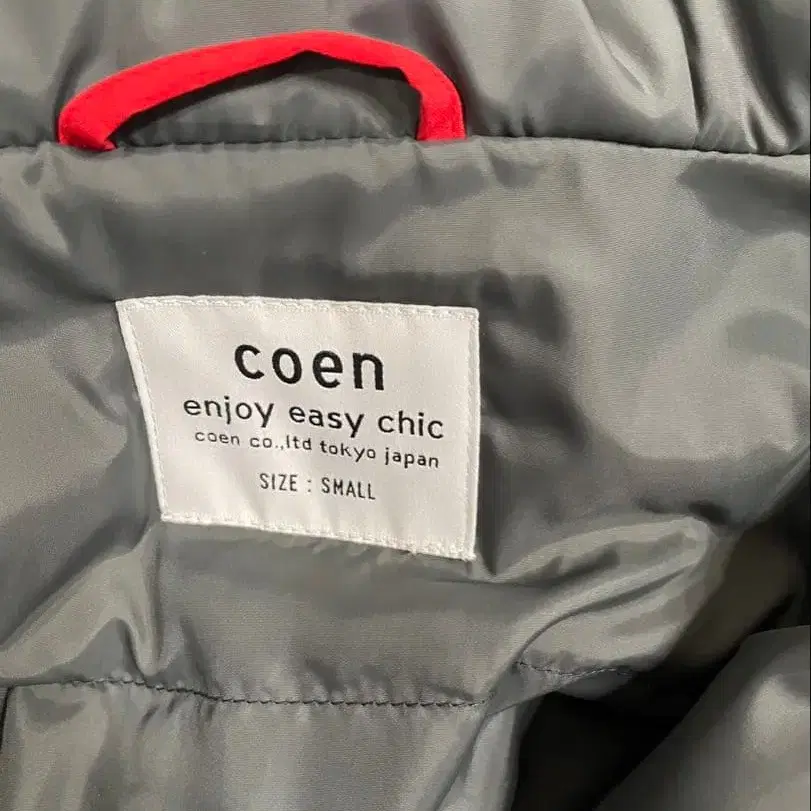 coen
enjoy easy chic
coen co.,ltd tokyo japan
SIZE : SMALL